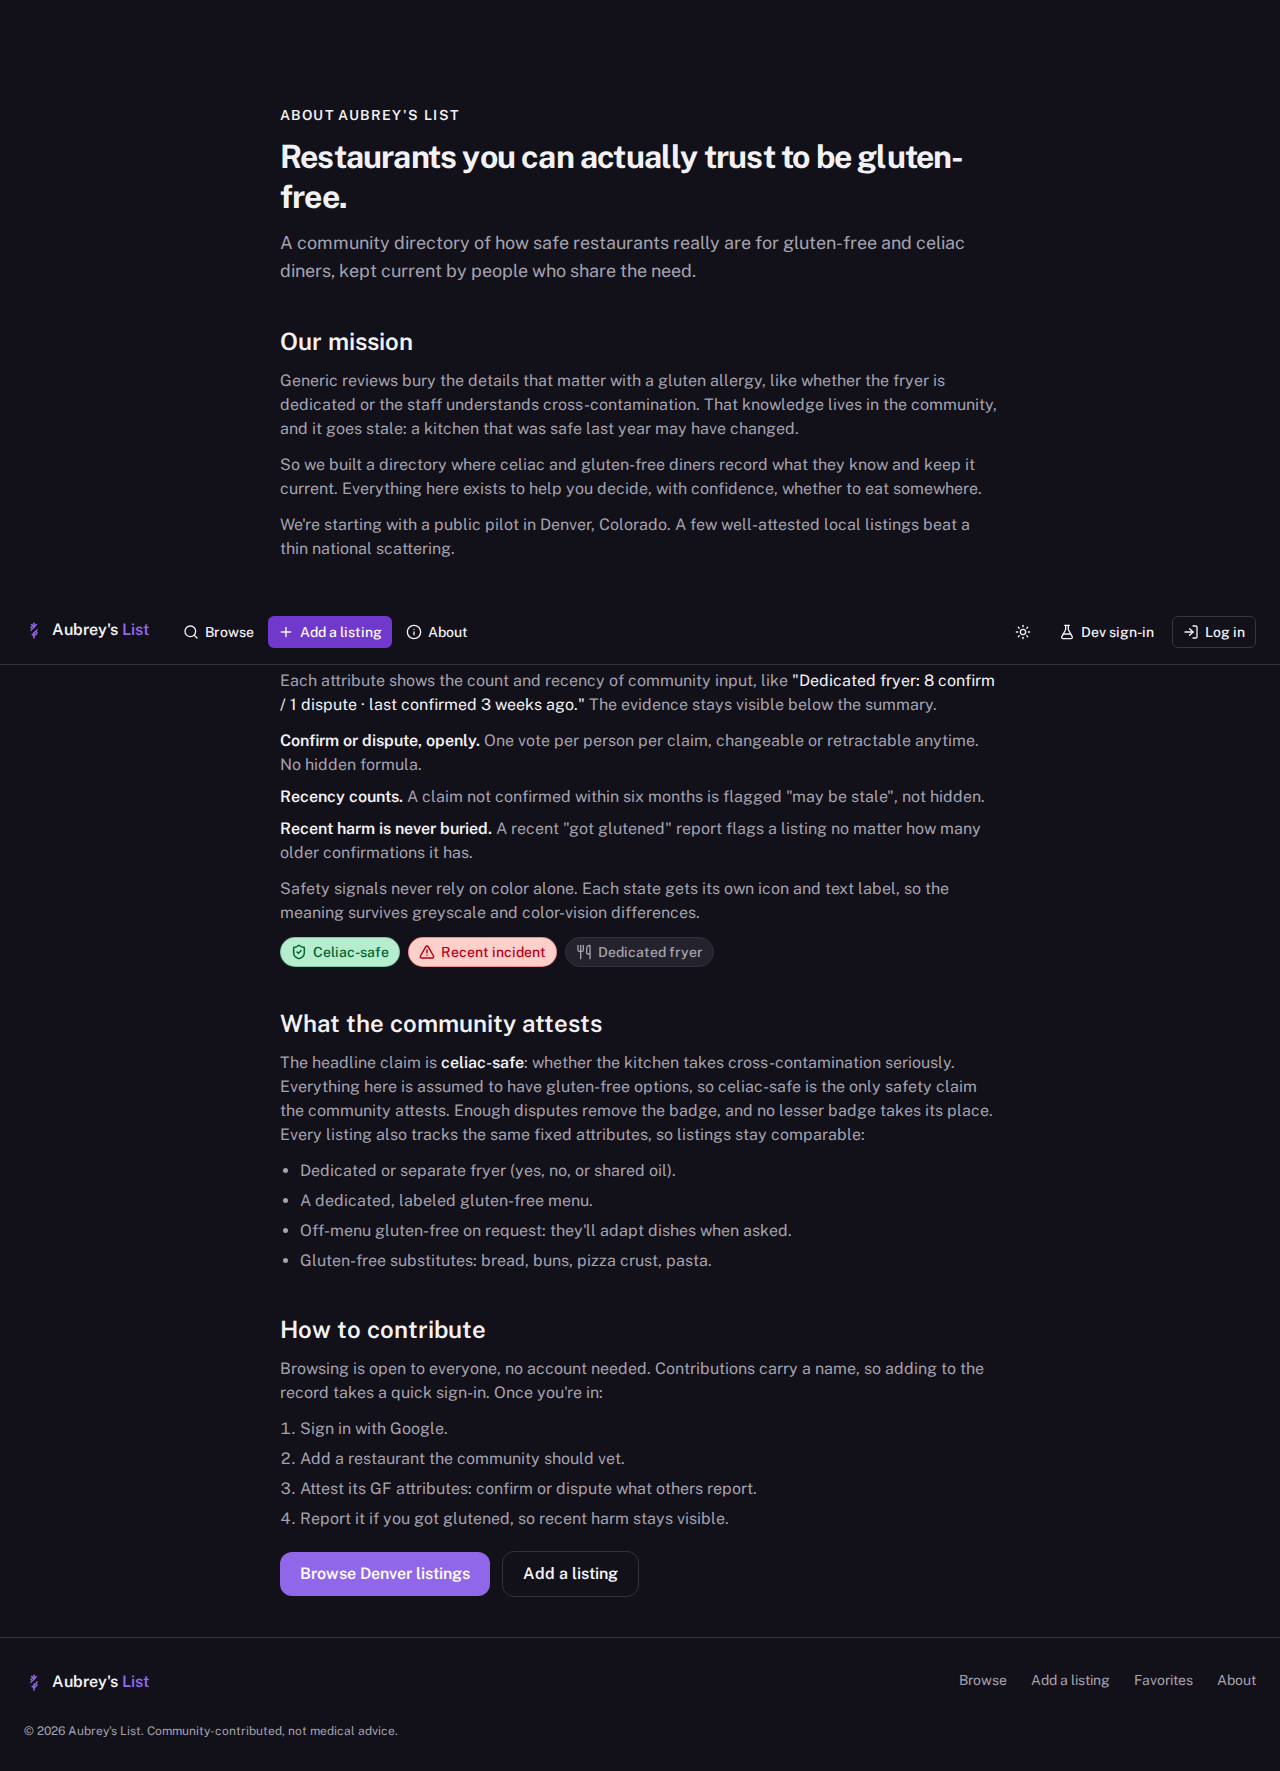 ABOUT AUBREY'S LIST
Restaurants you can actually trust to be gluten-
free.
A community directory of how safe restaurants really are for gluten-free and celiac
diners, kept current by people who share the need.
Our mission
Generic reviews bury the details that matter with a gluten allergy, like whether the fryer is
dedicated or the staff understands cross-contamination. That knowledge lives in the community,
and it goes stale: a kitchen that was safe last year may have changed.
So we built a directory where celiac and gluten-free diners record what they know and keep it
current. Everything here exists to help you decide, with confidence, whether to eat somewhere.
We're starting with a public pilot in Denver, Colorado. A few well-attested local listings beat a
thin national scattering.
Aubrey's List Browse Add a listing About Dev sign-in Log in
Each attribute shows the count and recency of community input, like "Dedicated fryer: 8 confirm
/ 1 dispute · last confirmed 3 weeks ago." The evidence stays visible below the summary.
Confirm or dispute, openly. One vote per person per claim, changeable or retractable anytime.
No hidden formula.
Recency counts. A claim not confirmed within six months is flagged "may be stale", not hidden.
Recent harm is never buried. A recent "got glutened" report flags a listing no matter how many
older confirmations it has.
Safety signals never rely on color alone. Each state gets its own icon and text label, so the
meaning survives greyscale and color-vision differences.
Celiac-safe Recent incident Dedicated fryer
What the community attests
The headline claim is celiac-safe: whether the kitchen takes cross-contamination seriously.
Everything here is assumed to have gluten-free options, so celiac-safe is the only safety claim
the community attests. Enough disputes remove the badge, and no lesser badge takes its place.
Every listing also tracks the same fixed attributes, so listings stay comparable:
• Dedicated or separate fryer (yes, no, or shared oil).
• A dedicated, labeled gluten-free menu.
• Off-menu gluten-free on request: they'll adapt dishes when asked.
• Gluten-free substitutes: bread, buns, pizza crust, pasta.
How to contribute
Browsing is open to everyone, no account needed. Contributions carry a name, so adding to the
record takes a quick sign-in. Once you're in:
1. Sign in with Google.
2. Add a restaurant the community should vet.
3. Attest its GF attributes: confirm or dispute what others report.
4. Report it if you got glutened, so recent harm stays visible.
Browse Denver listings Add a listing
Aubrey's List Browse Add a listing Favorites About
© 2026 Aubrey's List. Community-contributed, not medical advice.